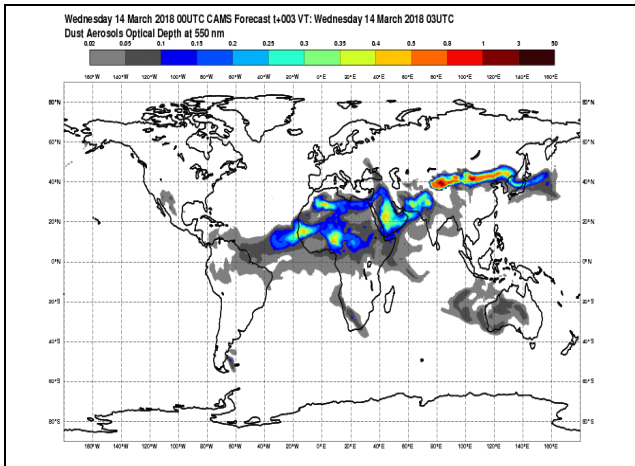 Wednesday 14 March 2018 00UTC CAMS Forecast t+003 VT: Wednesday 14 March 2018 03UTC
Dust Aerosols Optical Depth at 550 nm
0.02 0.05 0.1 0.15 0.2 0.25 0.3 0.35 0.4 0.5 0.8 1 3 50
160°W 140°W 120°W 100°W 80°W 60°W 40°W 20°W 0°E 20°E 40°E 60°E 80°E 100°E 120°E 140°E 160°E
80°N 80°N
60°N 60°N
40°N 40°N
20°N 20°N
0°N 0°N
20°S 20°S
40°S 40°S
60°S 60°S
80°S 80°S
160°W 140°W 120°W 100°W 80°W 60°W 40°W 20°W 0°E 20°E 40°E 60°E 80°E 100°E 120°E 140°E 160°E